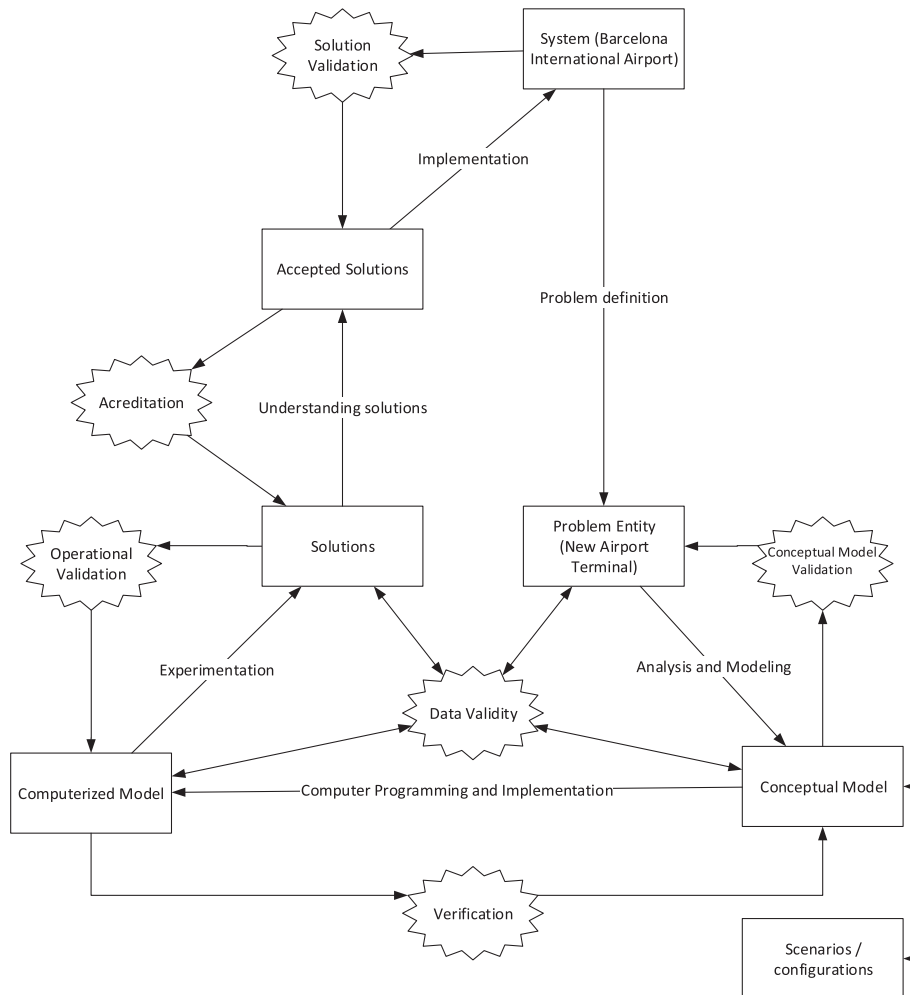 Solution
Validation
System (Barcelona
International Airport)
Implementation
Accepted Solutions
Problem definition
Acreditation
Understanding solutions
Operational
Validation
Solutions
Problem Entity
(New Airport
Terminal)
Conceptual Model
Validation
Experimentation
Analysis and Modeling
Data Validity
Computerized Model
Computer Programming and Implementation
Conceptual Model
Verification
Scenarios /
configurations